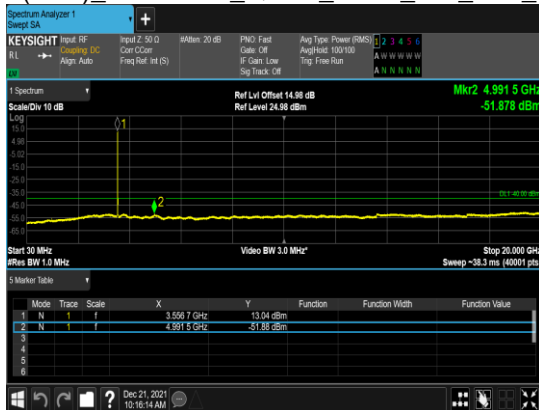 Spectrum Analyzer 1
Swept SA
KEYSIGHT Input: RF Input Z: 50 Ω #Atten: 20 dB PNO: Fast Avg Type: Power (RMS) 1 2 3 4 5 6
RL Coupling: DC Corr CCorr Gate: Off Avg|Hold: 100/100 A W W W W W
Align: Auto Freq Ref: Int (S) IF Gain: Low Trig: Free Run
LXI Sig Track: Off A N N N N N
1 Spectrum Ref Lvl Offset 14.98 dB Mkr2 4.991 5 GHz
Scale/Div 10 dB Ref Level 24.98 dBm -51.878 dBm
Log
15.0
4.98
-5.02
-15.0
-25.0
-35.0
DL1 -40.00 dBm
-45.0
-55.0
-65.0
1
2
Start 30 MHz Video BW 3.0 MHz* Stop 20.000 GHz
#Res BW 1.0 MHz Sweep ~38.3 ms (40001 pts)
5 Marker Table
Mode Trace Scale X Y Function Function Width Function Value
1 N 1 f 3.556 7 GHz 13.04 dBm
2 N 1 f 4.991 5 GHz -51.88 dBm
3
4
5
6
? Dec 21, 2021
10:16:14 AM